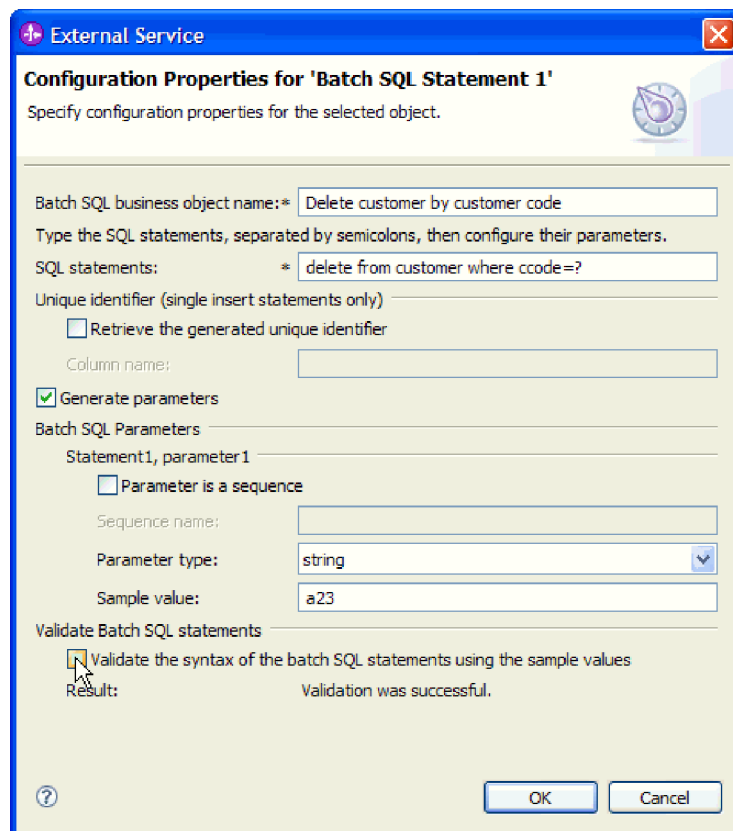 External Service
Configuration Properties for 'Batch SQL Statement 1'
Specify configuration properties for the selected object.
Batch SQL business object name:* Delete customer by customer code
Type the SQL statements, separated by semicolons, then configure their parameters.
SQL statements: * delete from customer where ccode=?
Unique identifier (single insert statements only)
Retrieve the generated unique identifier
Column name:
Generate parameters
Batch SQL Parameters
Statement1, parameter1
Parameter is a sequence
Sequence name:
Parameter type: string
Sample value: a23
Validate Batch SQL statements
Validate the syntax of the batch SQL statements using the sample values
Result: Validation was successful.
? OK Cancel